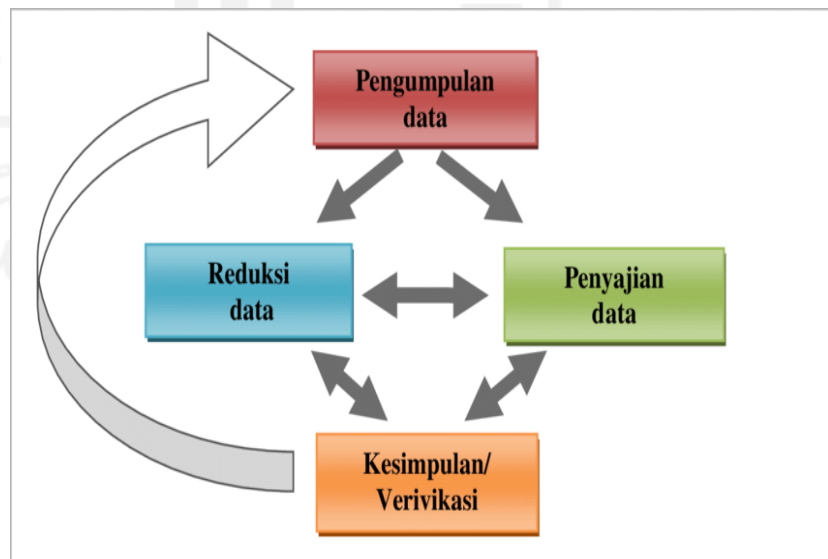 Pengumpulan
data
Reduksi
data
Penyajian
data
Kesimpulan/
Verivikasi